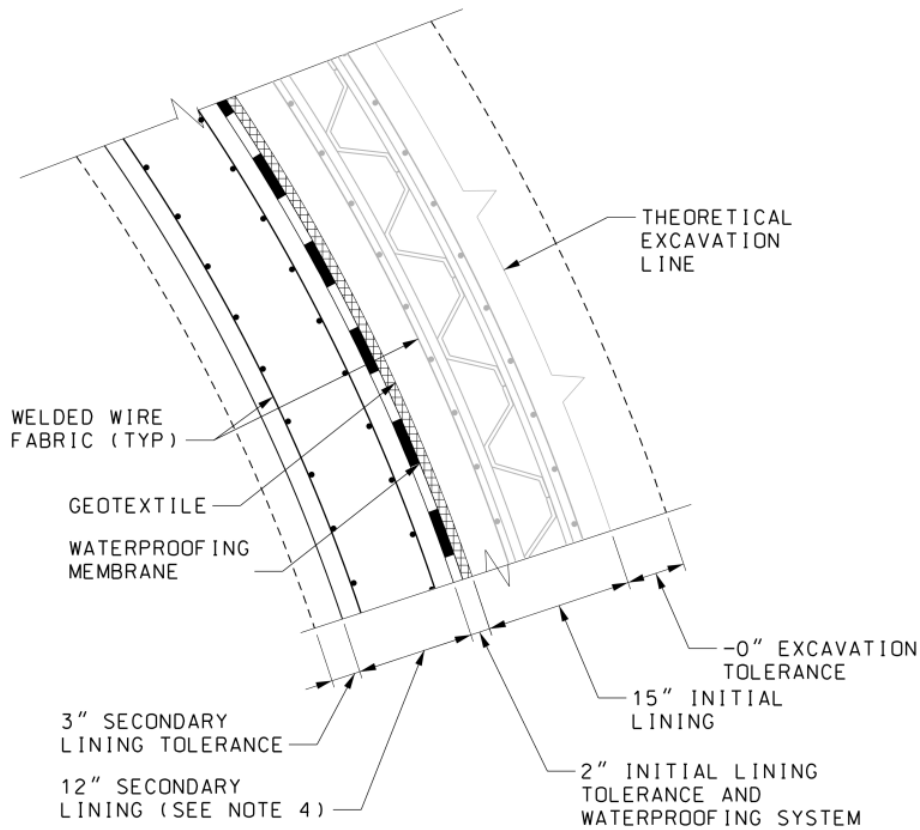 THEORETICAL
EXCAVATION
LINE
WELDED WIRE
FABRIC (TYP)
GEOTEXTILE
WATERPROOFING
MEMBRANE
-0" EXCAVATION
TOLERANCE
15" INITIAL
LINING
3" SECONDARY
LINING TOLERANCE
12" SECONDARY
LINING (SEE NOTE 4)
2" INITIAL LINING
TOLERANCE AND
WATERPROOFING SYSTEM